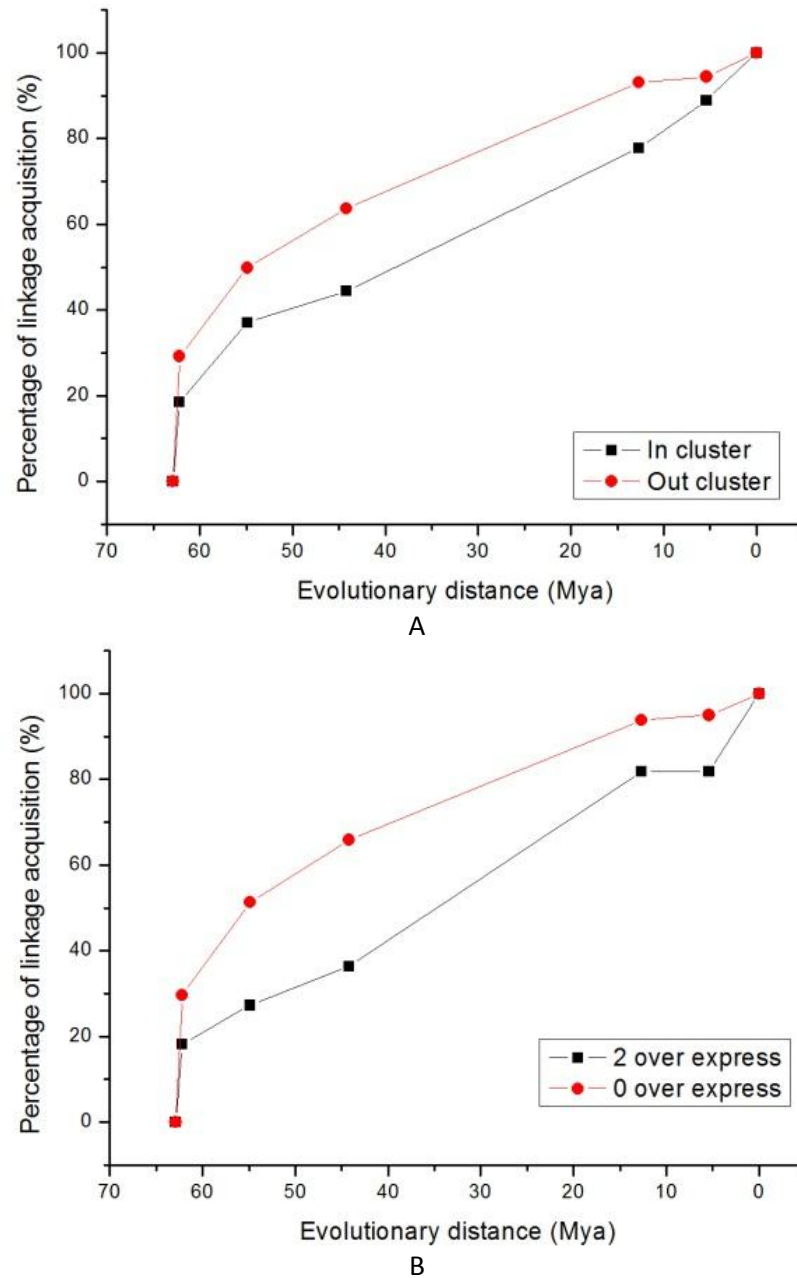 Percentage of linkage acquisition (%)
100
80
60
40
20
0
In cluster
Out cluster
70 60 50 40 30 20 10 0
Evolutionary distance (Mya)
A
Percentage of linkage acquisition (%)
100
80
60
40
20
0
2 over express
0 over express
70 60 50 40 30 20 10 0
Evolutionary distance (Mya)
B